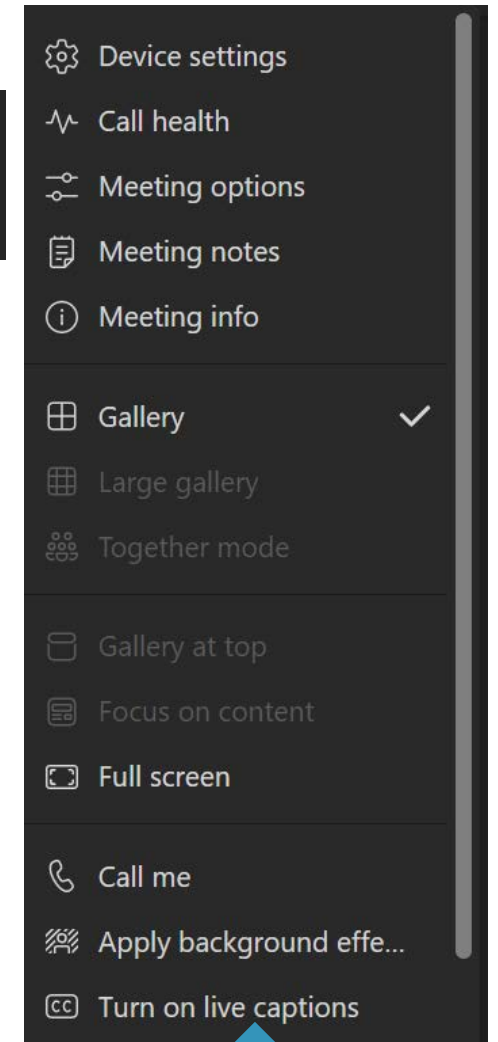 Device settings
Call health
Meeting options
Meeting notes
Meeting info
Gallery
Large gallery
Together mode
Gallery at top
Focus on content
Full screen
Call me
Apply background effe...
CC Turn on live captions